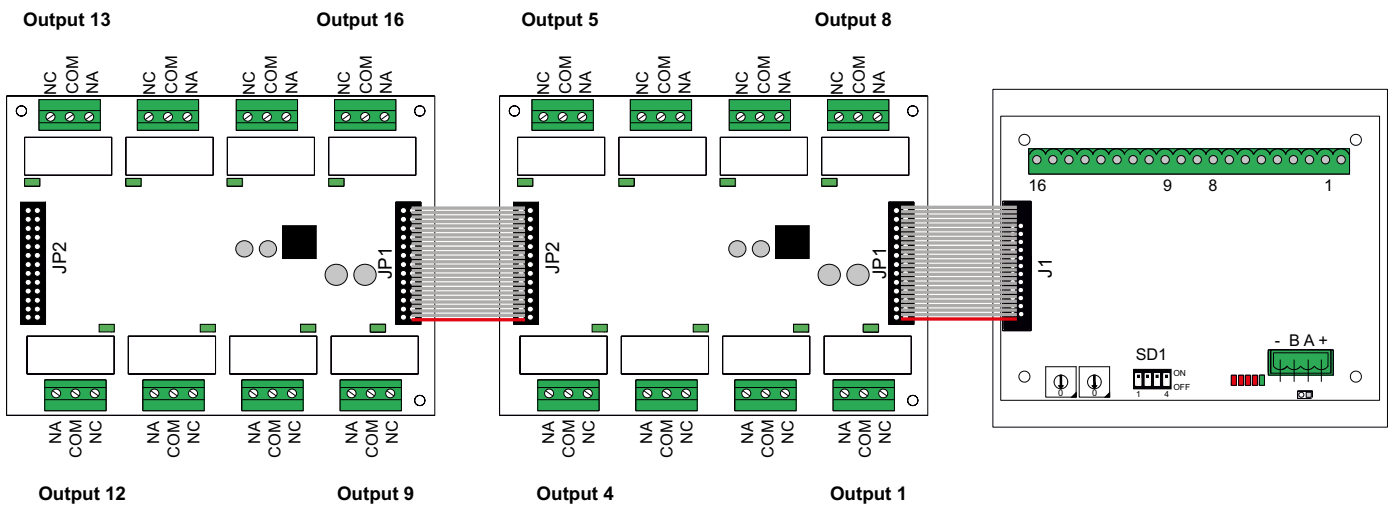 Output 13 Output 16 Output 5 Output 8
NC COM NA NC COM NA NC COM NA NC COM NA NC COM NA NC COM NA NC COM NA NC COM NA
16 9 8 1
JP2 JP1 JP2 JP1 J1
SD1 - B A +
ON
0 0 OFF
1 4
NA COM NC NA COM NC NA COM NC NA COM NC NA COM NC NA COM NC NA COM NC NA COM NC
Output 12 Output 9 Output 4 Output 1